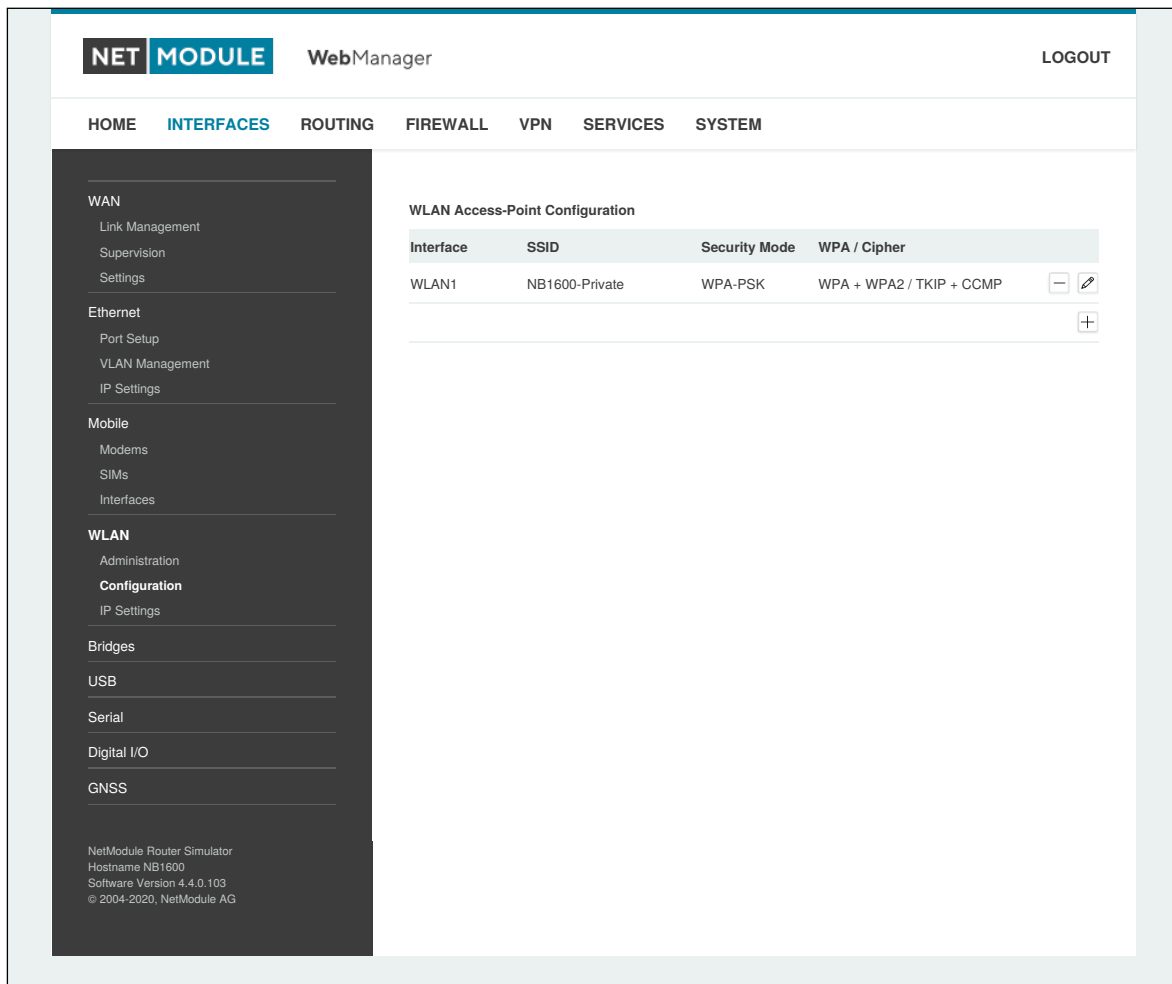 NET MODULE WebManager LOGOUT
HOME INTERFACES ROUTING FIREWALL VPN SERVICES SYSTEM
WAN
Link Management
Supervision
Settings
Ethernet
Port Setup
VLAN Management
IP Settings
Mobile
Modems
SIMs
Interfaces
WLAN
Administration
Configuration
IP Settings
Bridges
USB
Serial
Digital I/O
GNSS
NetModule Router Simulator
Hostname NB1600
Software Version 4.4.0.103
© 2004-2020, NetModule AG
WLAN Access-Point Configuration
Interface SSID Security Mode WPA / Cipher
WLAN1 NB1600-Private WPA-PSK WPA + WPA2 / TKIP + CCMP